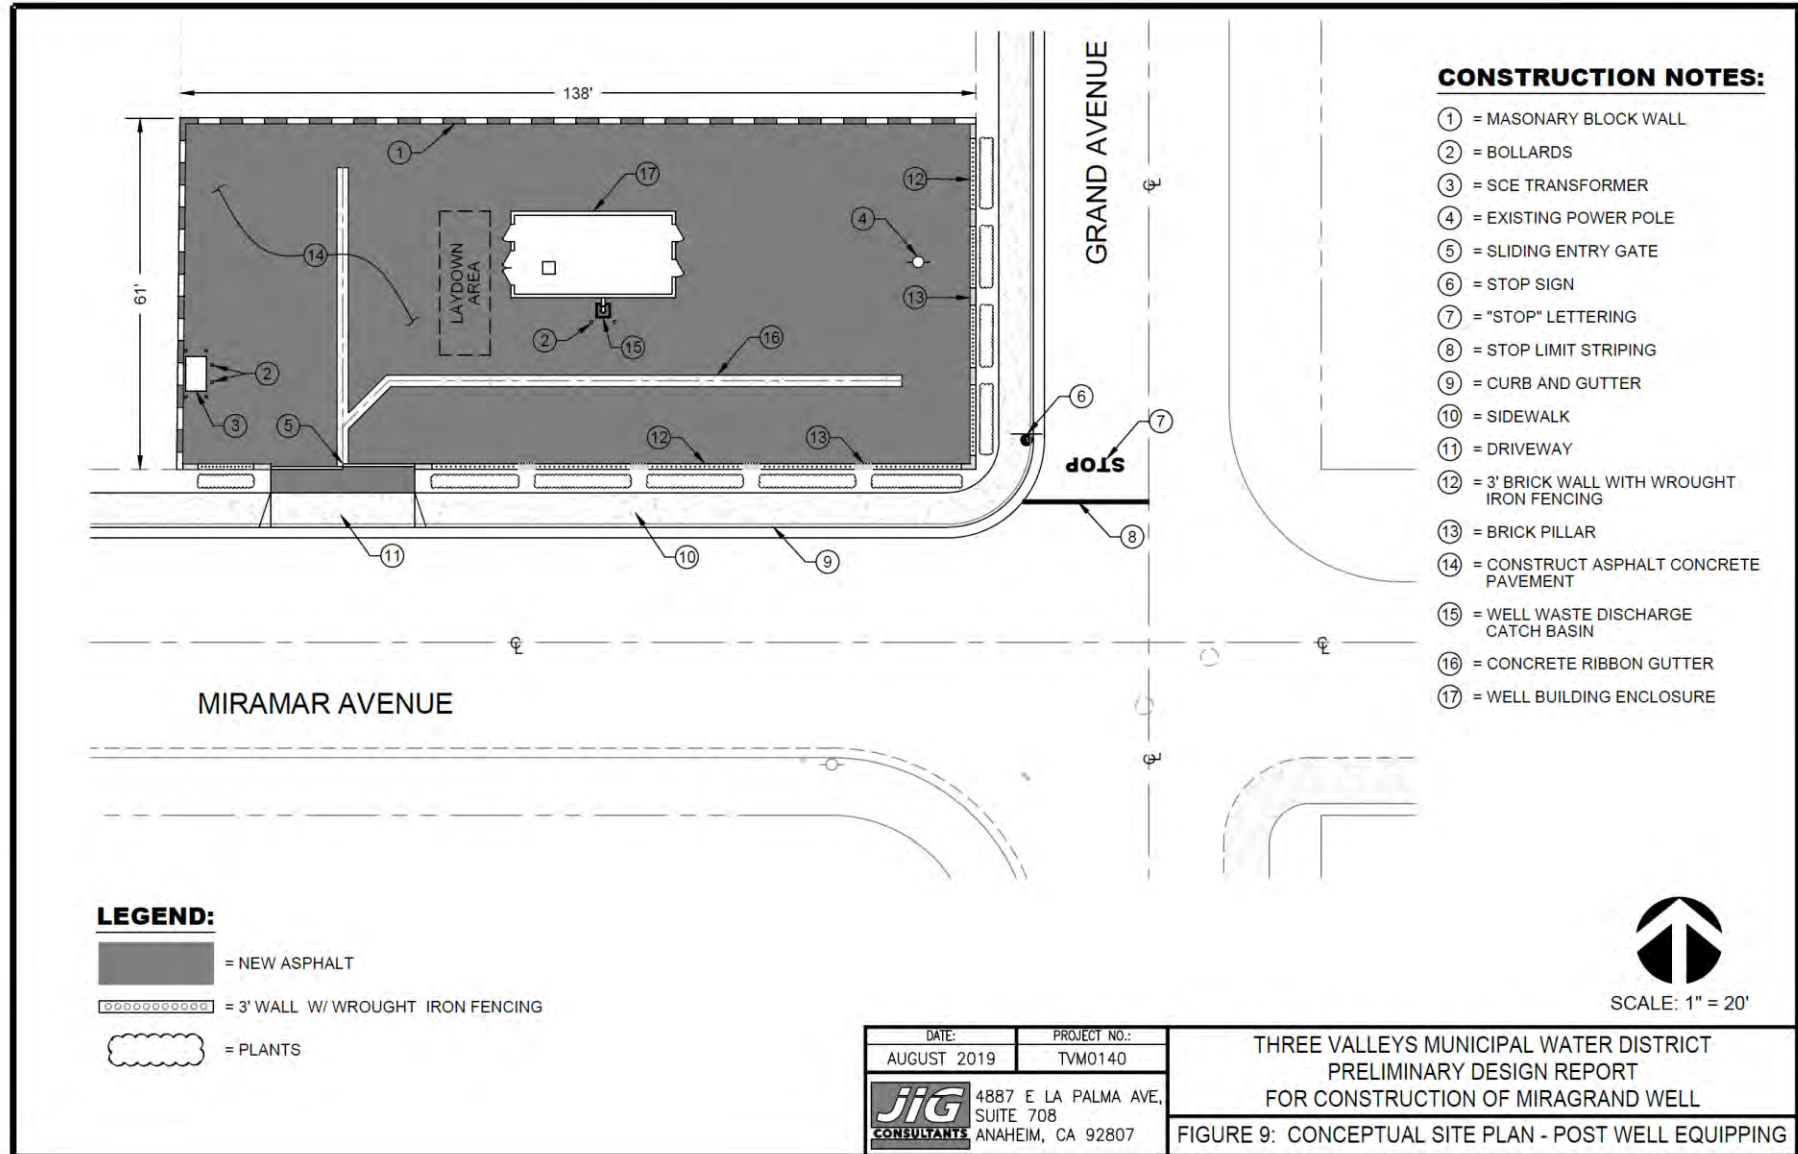 138'
61'
1
17
12
4
14
LAYDOWN
AREA
13
2
15
16
2
3
5
12
13
6
7
STOP
8
11
10
9
GRAND AVENUE
CL
CL
CL
CL
MIRAMAR AVENUE
CONSTRUCTION NOTES:
1 = MASONARY BLOCK WALL
2 = BOLLARDS
3 = SCE TRANSFORMER
4 = EXISTING POWER POLE
5 = SLIDING ENTRY GATE
6 = STOP SIGN
7 = "STOP" LETTERING
8 = STOP LIMIT STRIPING
9 = CURB AND GUTTER
10 = SIDEWALK
11 = DRIVEWAY
12 = 3' BRICK WALL WITH WROUGHT
IRON FENCING
13 = BRICK PILLAR
14 = CONSTRUCT ASPHALT CONCRETE
PAVEMENT
15 = WELL WASTE DISCHARGE
CATCH BASIN
16 = CONCRETE RIBBON GUTTER
17 = WELL BUILDING ENCLOSURE
LEGEND:
= NEW ASPHALT
= 3' WALL W/ WROUGHT IRON FENCING
= PLANTS
SCALE: 1" = 20'
DATE:
AUGUST 2019
PROJECT NO.:
TVM0140
JIG
CONSULTANTS
4887 E LA PALMA AVE,
SUITE 708
ANAHEIM, CA 92807
THREE VALLEYS MUNICIPAL WATER DISTRICT
PRELIMINARY DESIGN REPORT
FOR CONSTRUCTION OF MIRAGRAND WELL
FIGURE 9: CONCEPTUAL SITE PLAN - POST WELL EQUIPPING